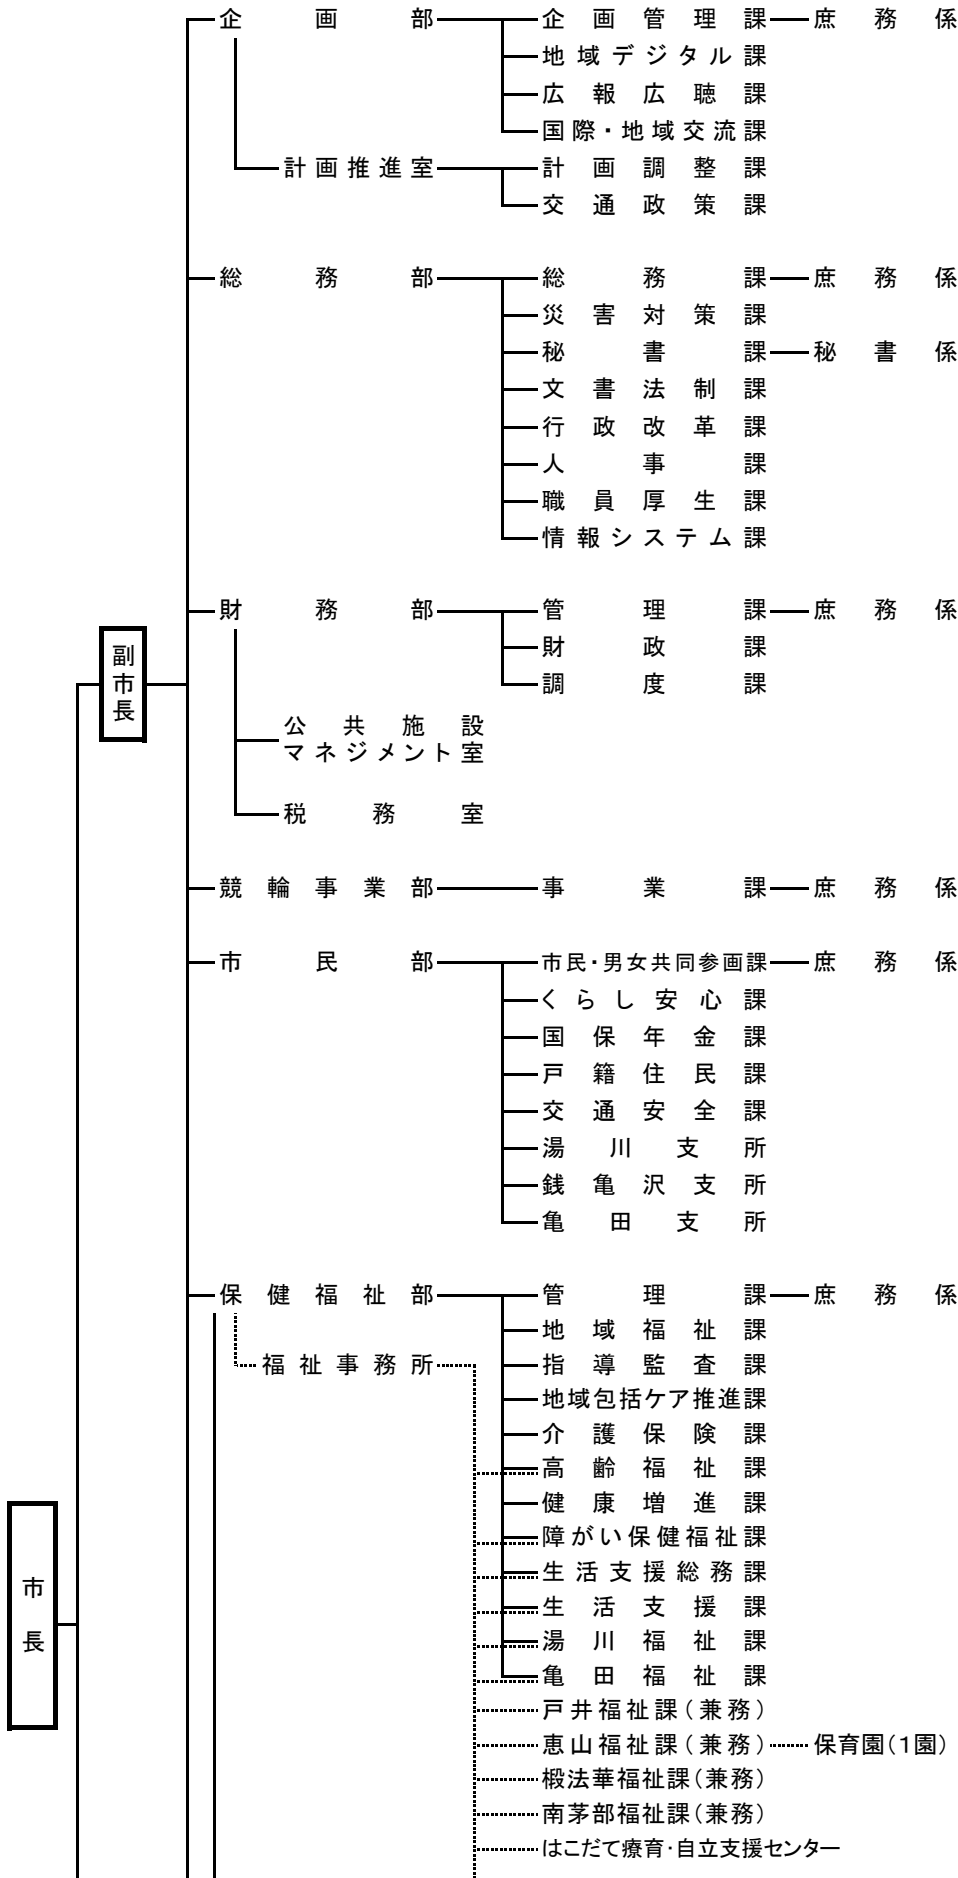 企画部 企画管理課 庶務係
地域デジタル課
広報広聴課
国際・地域交流課
計画推進室 計画調整課
交通政策課
総務部 総務課 庶務係
災害対策課
秘書課 秘書係
文書法制課
行政改革課
人事課
職員厚生課
情報システム課
財務部 管理課 庶務係
財政課
調度課
副市長
公共施設
マネジメント室
税務室
競輪事業部 事業課 庶務係
市民部 市民・男女共同参画課 庶務係
くらし安心課
国保年金課
戸籍住民課
交通安全課
湯川支所
銭亀沢支所
亀田支所
保健福祉部 管理課 庶務係
地域福祉課
福祉事務所 指導監査課
地域包括ケア推進課
介護保険課
高齢福祉課
健康増進課
障がい保健福祉課
生活支援総務課
生活支援課
湯川福祉課
亀田福祉課
市長
戸井福祉課(兼務)
恵山福祉課(兼務) 保育園(1園)
椴法華福祉課(兼務)
南茅部福祉課(兼務)
はこだて療育・自立支援センター